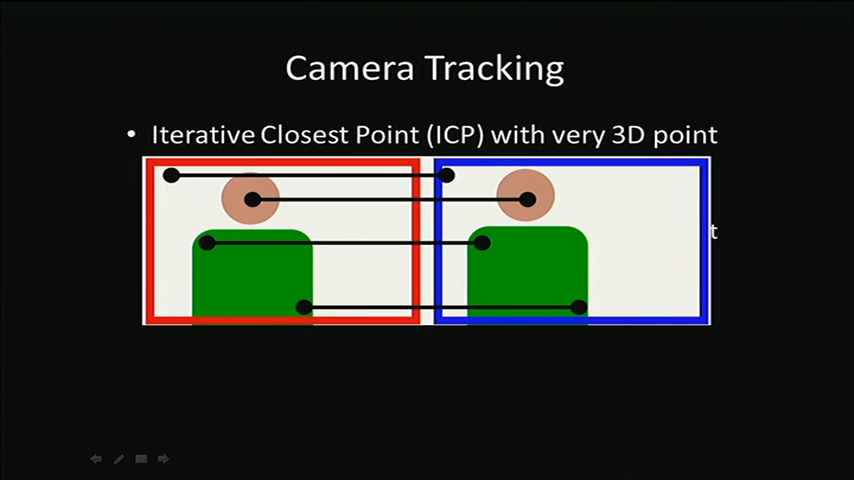 Camera Tracking
• Iterative Closest Point (ICP) with very 3D point
t